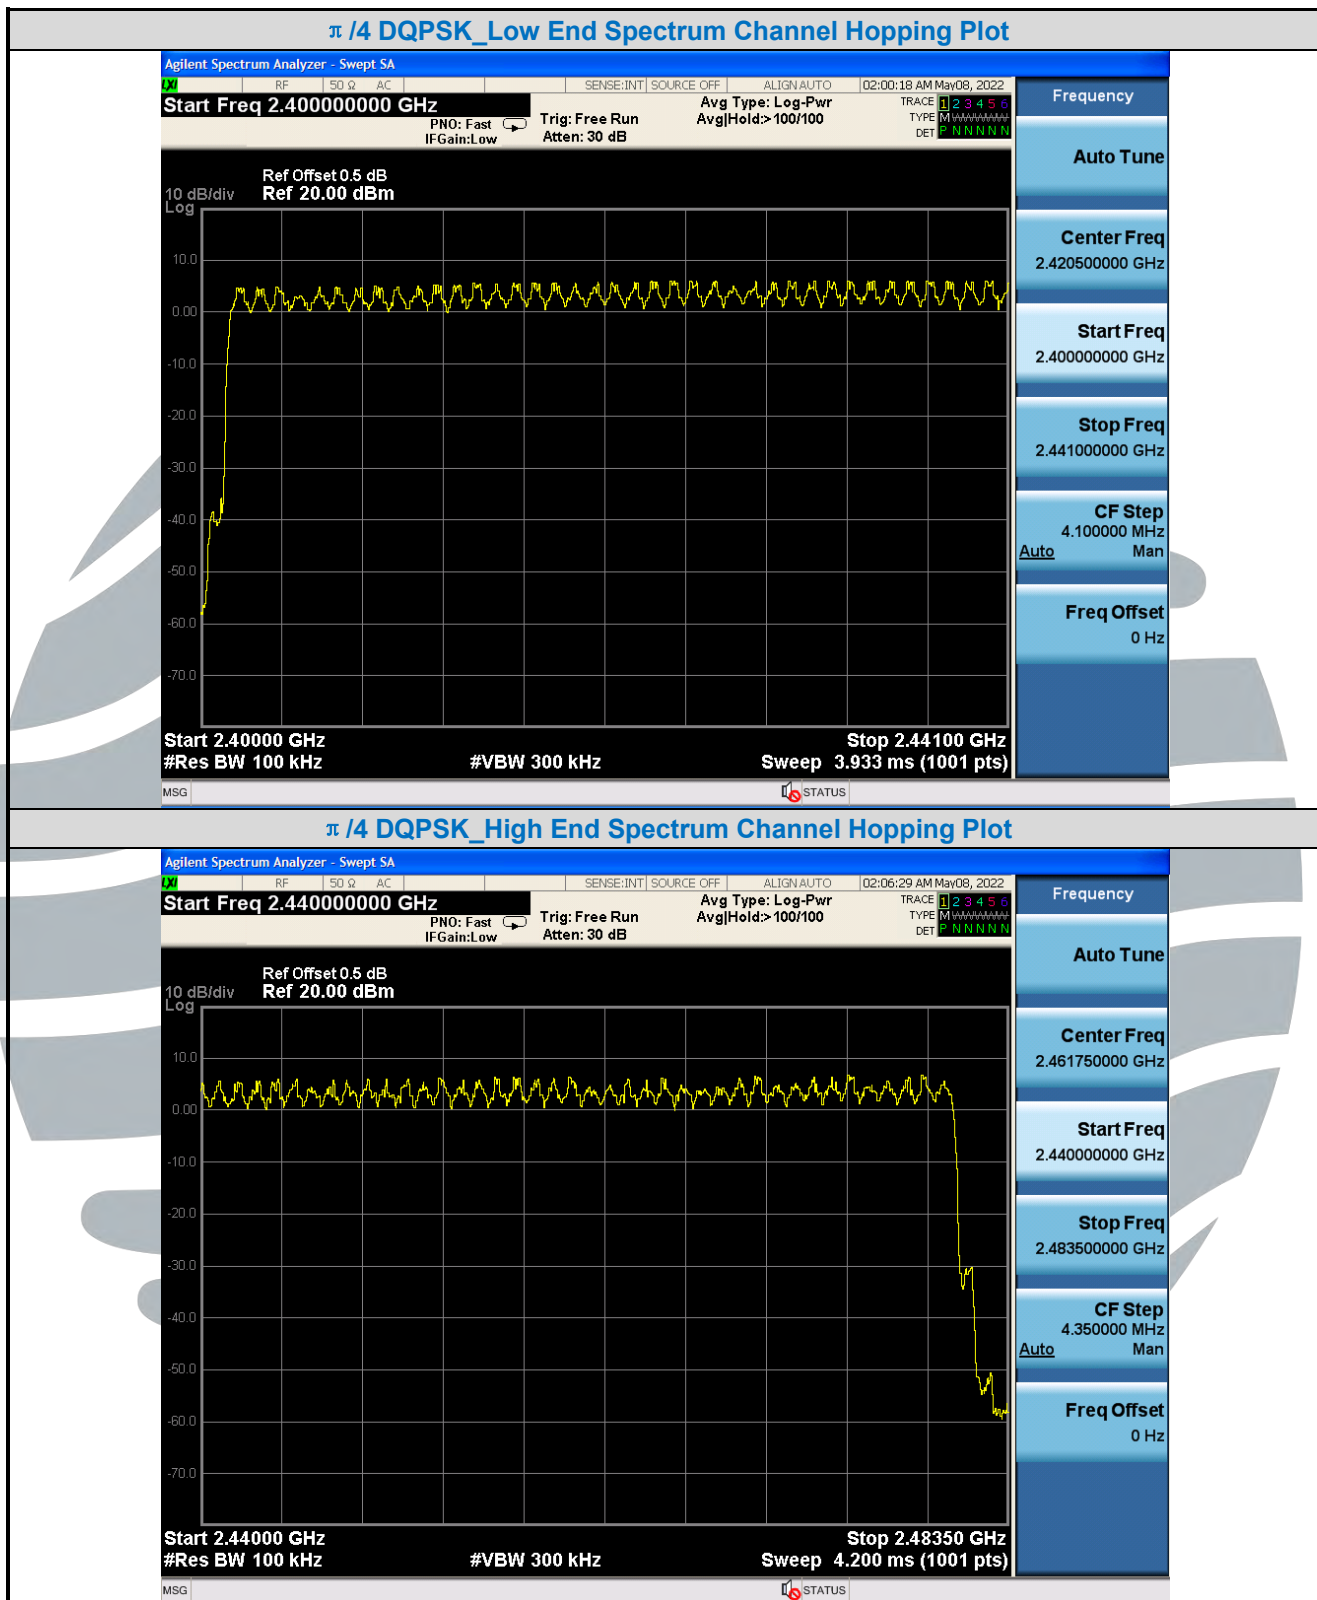 π /4 DQPSK_Low End Spectrum Channel Hopping Plot
Agilent Spectrum Analyzer - Swept SA
LXI RF 50 Ω AC SENSE:INT SOURCE OFF ALIGN AUTO 02:00:18 AM May08, 2022
Start Freq 2.400000000 GHz
PNO: Fast
IFGain:Low
Trig: Free Run
Atten: 30 dB
Avg Type: Log-Pwr
Avg|Hold:>100/100
TRACE 1 2 3 4 5 6
TYPE M
DET P N N N N N
Ref Offset 0.5 dB
10 dB/div Ref 20.00 dBm
Log
10.0
0.00
-10.0
-20.0
-30.0
-40.0
-50.0
-60.0
-70.0
Start 2.40000 GHz Stop 2.44100 GHz
#Res BW 100 kHz #VBW 300 kHz Sweep 3.933 ms (1001 pts)
MSG STATUS
Frequency
Auto Tune
Center Freq
2.420500000 GHz
Start Freq
2.400000000 GHz
Stop Freq
2.441000000 GHz
CF Step
4.100000 MHz
Auto Man
Freq Offset
0 Hz
π /4 DQPSK_High End Spectrum Channel Hopping Plot
Agilent Spectrum Analyzer - Swept SA
LXI RF 50 Ω AC SENSE:INT SOURCE OFF ALIGN AUTO 02:06:29 AM May08, 2022
Start Freq 2.440000000 GHz
PNO: Fast
IFGain:Low
Trig: Free Run
Atten: 30 dB
Avg Type: Log-Pwr
Avg|Hold:>100/100
TRACE 1 2 3 4 5 6
TYPE M
DET P N N N N N
Ref Offset 0.5 dB
10 dB/div Ref 20.00 dBm
Log
10.0
0.00
-10.0
-20.0
-30.0
-40.0
-50.0
-60.0
-70.0
Start 2.44000 GHz Stop 2.48350 GHz
#Res BW 100 kHz #VBW 300 kHz Sweep 4.200 ms (1001 pts)
MSG STATUS
Frequency
Auto Tune
Center Freq
2.461750000 GHz
Start Freq
2.440000000 GHz
Stop Freq
2.483500000 GHz
CF Step
4.350000 MHz
Auto Man
Freq Offset
0 Hz